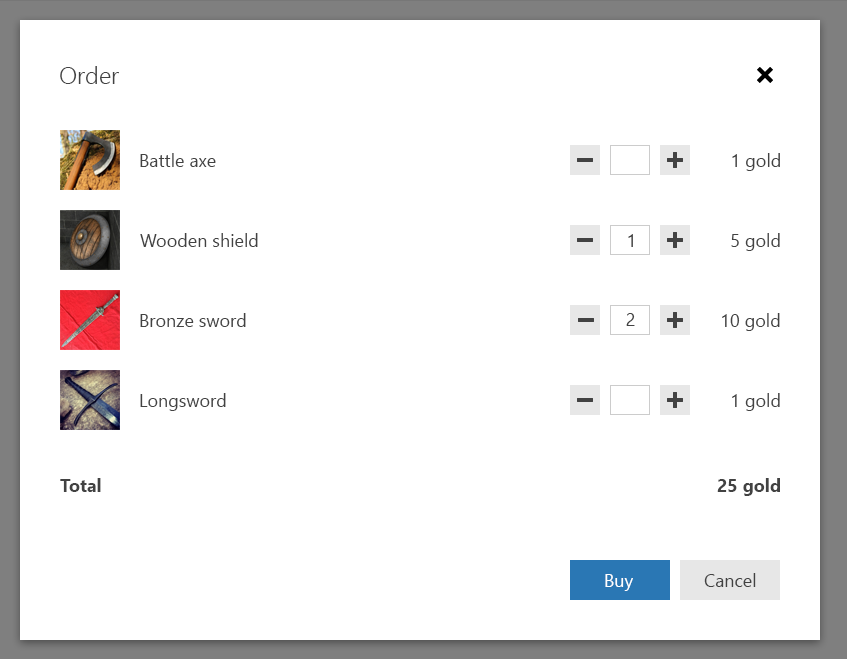 Order
Battle axe 1 gold
Wooden shield 1 5 gold
Bronze sword 2 10 gold
Longsword 1 gold
Total 25 gold
Buy Cancel